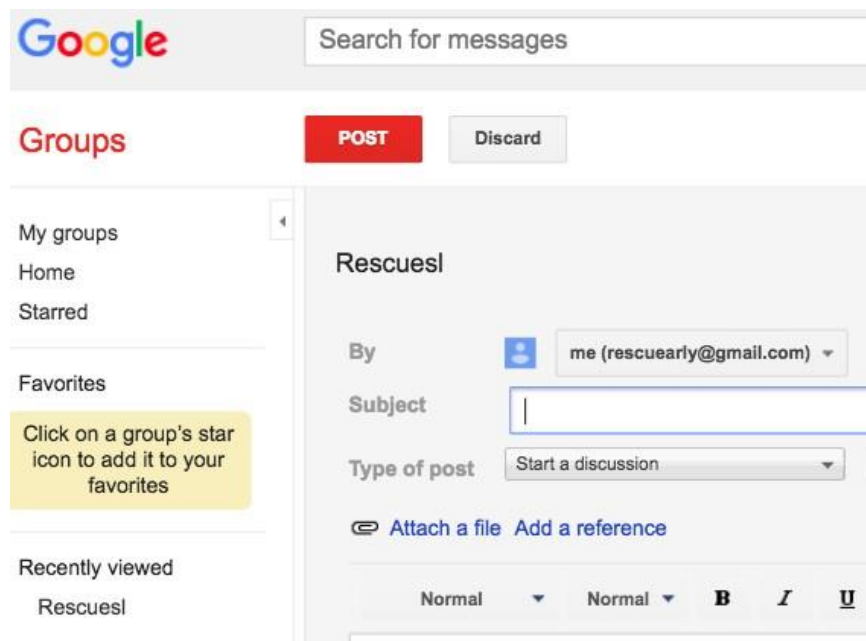 Google
Search for messages
Groups
POST
Discard
My groups
Home
Starred
Favorites
Click on a group's star
icon to add it to your
favorites
Recently viewed
Rescuesl
Rescuesl
By
me (rescuearly@gmail.com)
Subject
Type of post
Start a discussion
Attach a file Add a reference
Normal
Normal
B
I
U